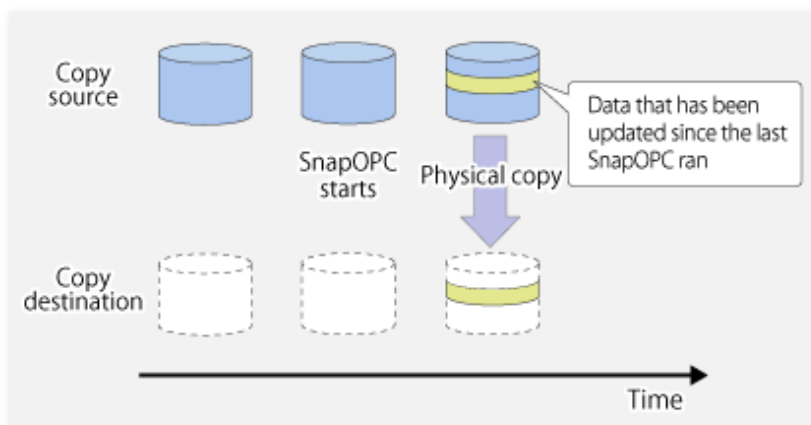 Copy
source
Data that has been
updated since the last
SnapOPC ran
SnapOPC
starts
Physical copy
Copy
destination
Time